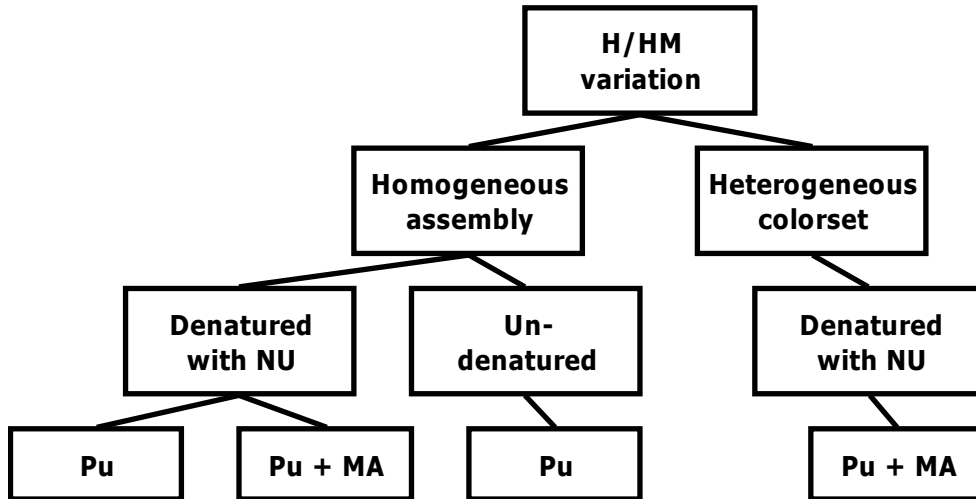 H/HM
variation
Homogeneous
assembly
Heterogeneous
colorset
Denatured
with NU
Un-
denatured
Denatured
with NU
Pu
Pu + MA
Pu
Pu + MA